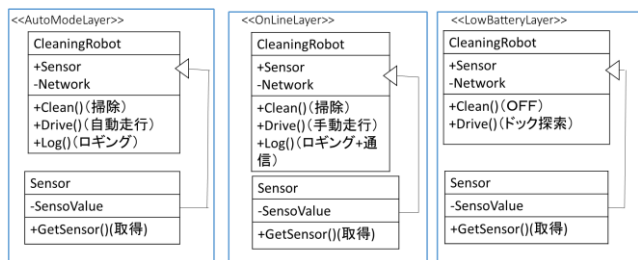 <<AutoModeLayer>>
CleaningRobot
+Sensor
-Network
+Clean()(掃除)
+Drive()(自動走行)
+Log()(ロギング)
Sensor
-SensoValue
+GetSensor()(取得)
<<OnLineLayer>>
CleaningRobot
+Sensor
-Network
+Clean()(掃除)
+Drive()(手動走行)
+Log()(ロギング+通
信)
Sensor
-SensoValue
+GetSensor()(取得)
<<LowBatteryLayer>>
CleaningRobot
+Sensor
-Network
+Clean()(OFF)
+Drive()(ドック探索)
Sensor
-SensoValue
+GetSensor()(取得)